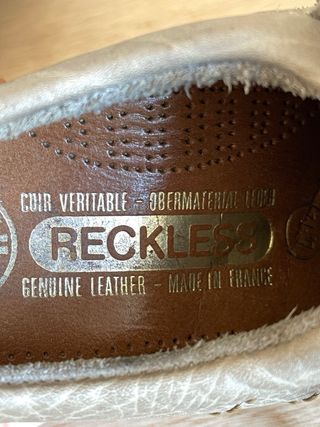 CUIR VERITABLE - OBERMATERIAL LEDER
RECKLESS
GENUINE LEATHER - MADE IN FRANCE